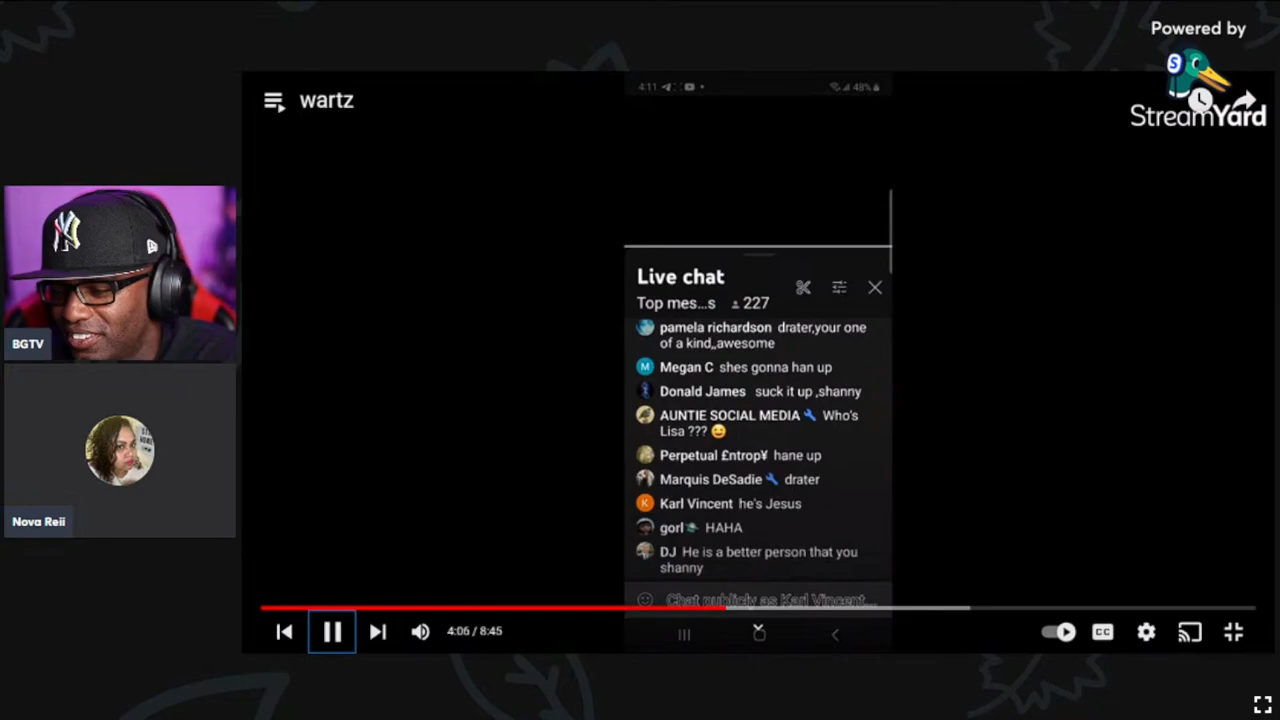 Powered by
StreamYard
wartz
4:11
48%
Live chat
Top mes...s 227
pamela richardson drater,your one
of a kind,,awesome
Megan C shes gonna han up
Donald James suck it up ,shanny
AUNTIE SOCIAL MEDIA 🔧 Who's
Lisa ??? 😀
Perpetual £ntrop¥ hane up
Marquis DeSadie 🔧 drater
Karl Vincent he's Jesus
gorl🪐 HAHA
DJ He is a better person that you
shanny
Chat publicly as Karl Vincent...
BGTV
Nova Reii
4:06 / 8:45
CC